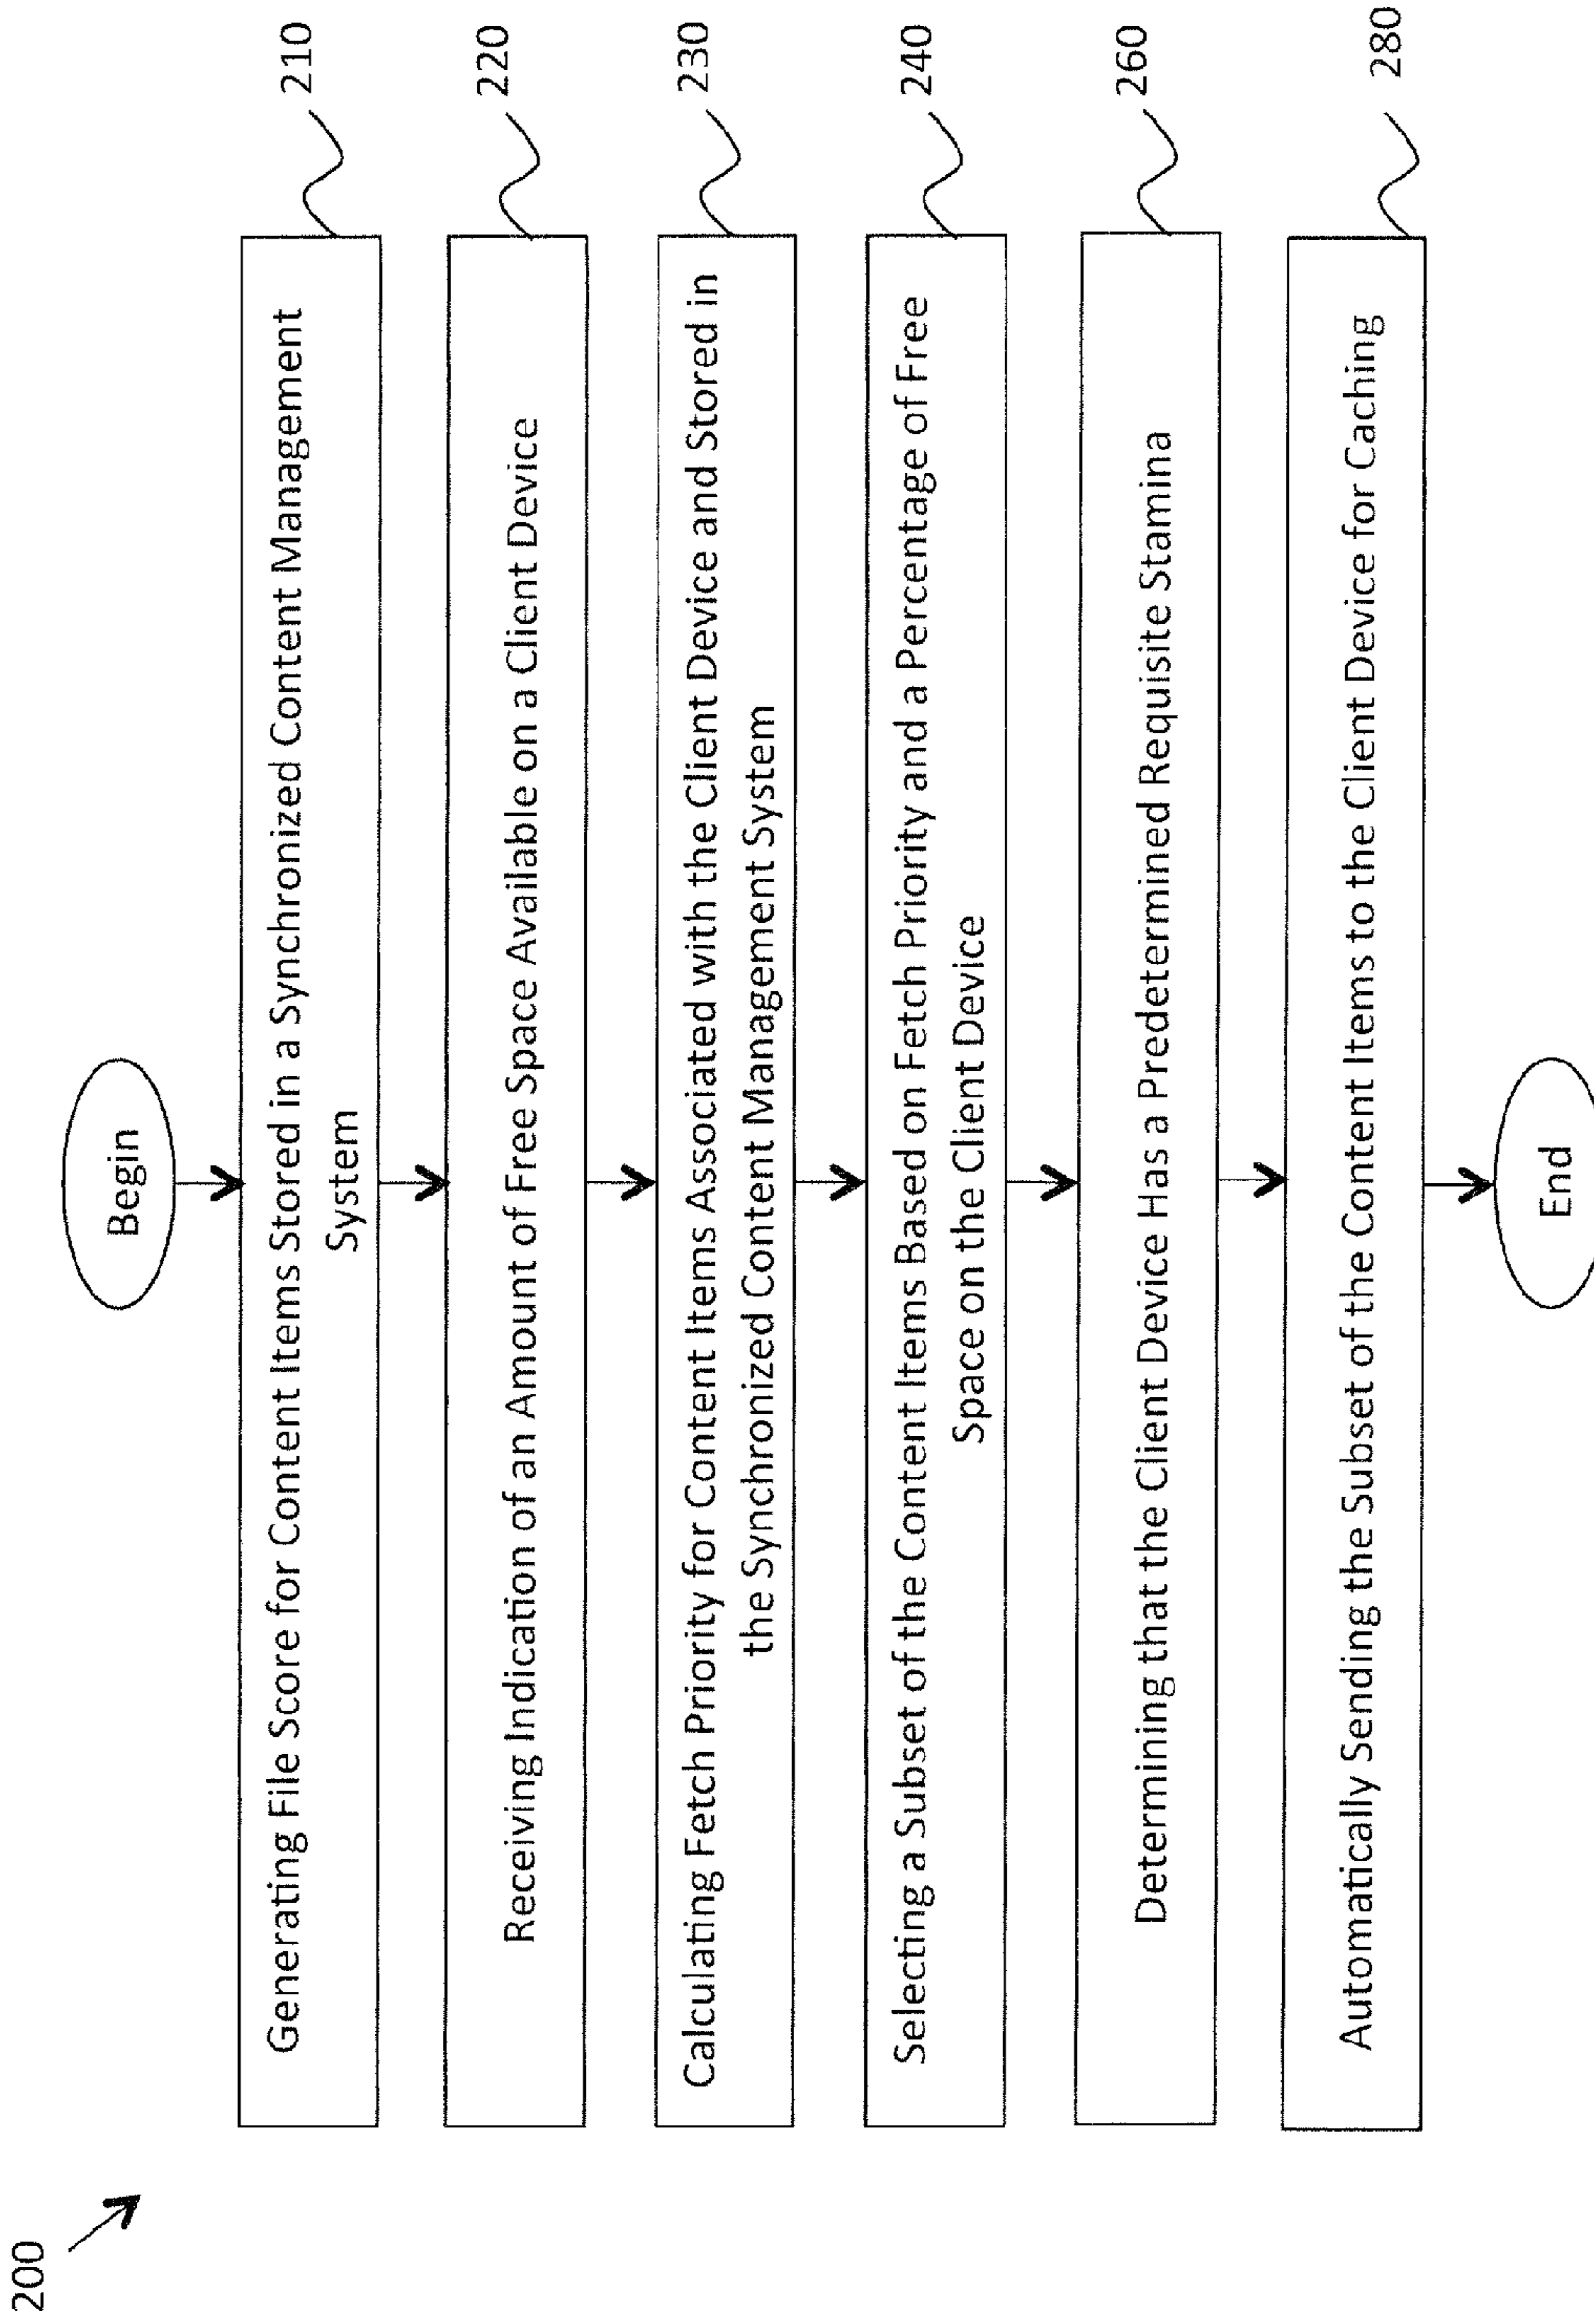 200
Begin
Generating File Score for Content Items Stored in a Synchronized Content Management
System
210
Receiving Indication of an Amount of Free Space Available on a Client Device
220
Calculating Fetch Priority for Content Items Associated with the Client Device and Stored in
the Synchronized Content Management System
230
Selecting a Subset of the Content Items Based on Fetch Priority and a Percentage of Free
Space on the Client Device
240
Determining that the Client Device Has a Predetermined Requisite Stamina
260
Automatically Sending the Subset of the Content Items to the Client Device for Caching
280
End